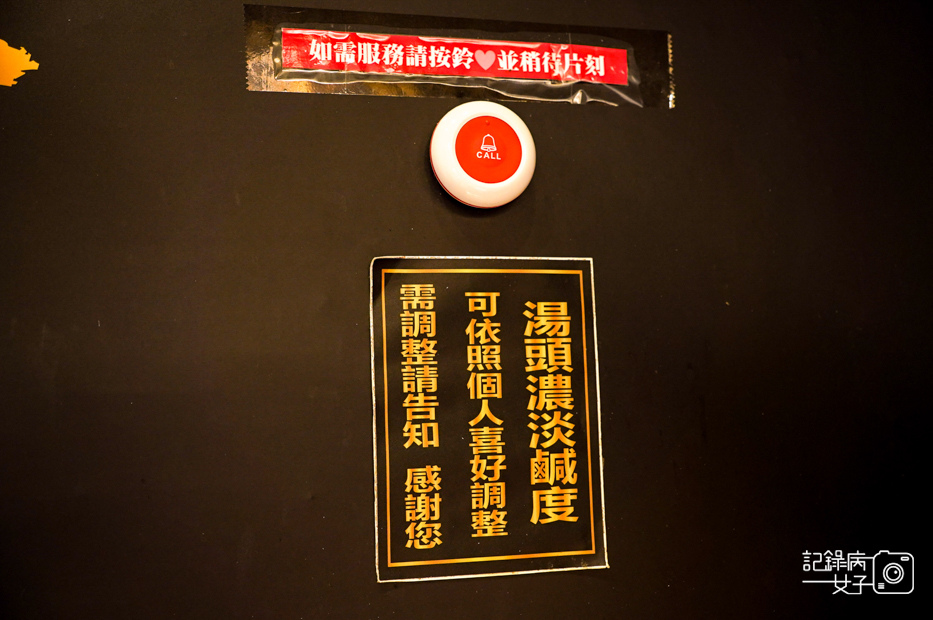 如需服務請按鈴♥並稍待片刻
CALL
湯頭濃淡鹹度
可依照個人喜好調整
需調整請告知 感謝您
記錄病
女子